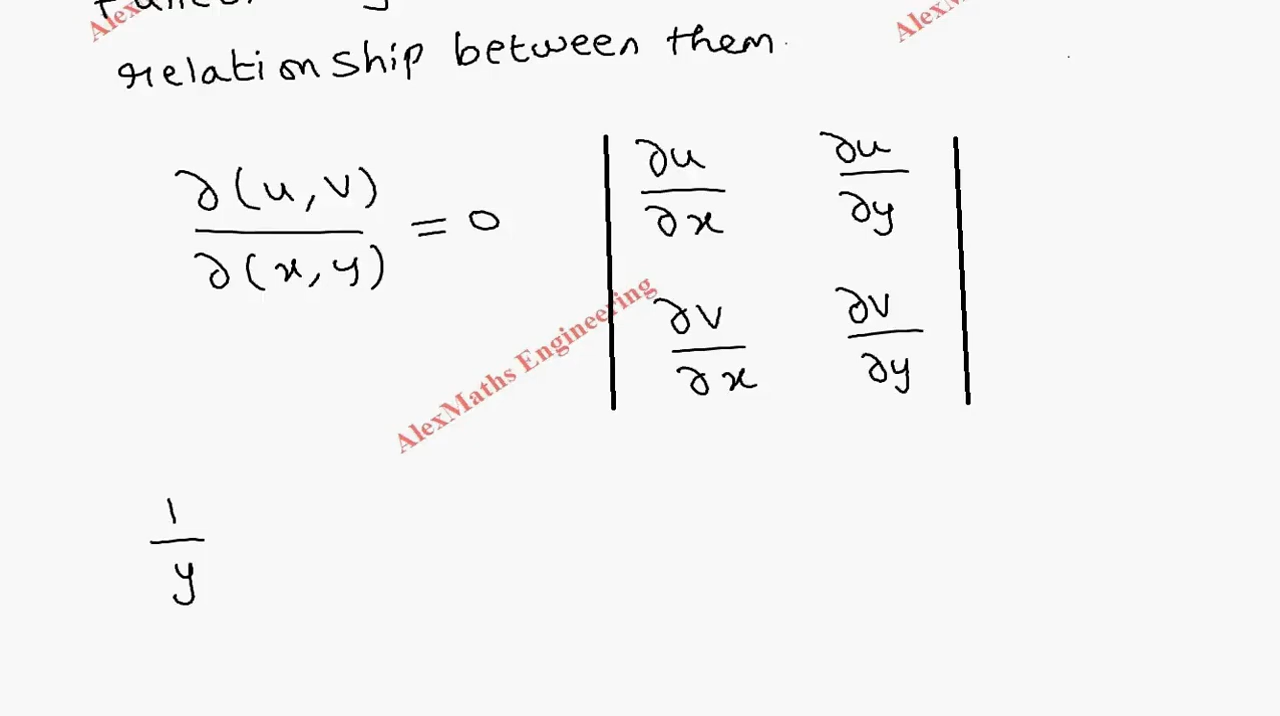 relationship between them.
∂(u,v)/∂(x,y) = 0 | ∂u/∂x ∂u/∂y |
| ∂v/∂x ∂v/∂y |
AlexMaths Engineering
1/y